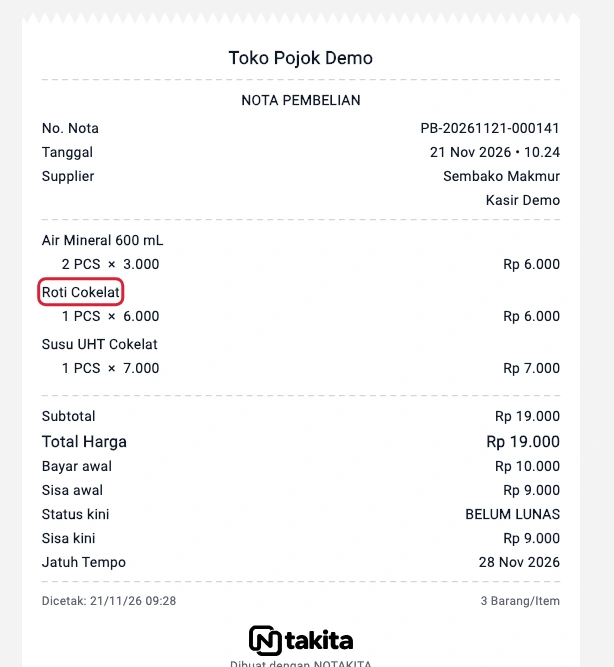 Toko Pojok Demo
NOTA PEMBELIAN
No. Nota PB-20261121-000141
Tanggal 21 Nov 2026 • 10.24
Supplier Sembako Makmur
Kasir Demo
Air Mineral 600 mL
2 PCS × 3.000 Rp 6.000
Roti Cokelat
1 PCS × 6.000 Rp 6.000
Susu UHT Cokelat
1 PCS × 7.000 Rp 7.000
Subtotal Rp 19.000
Total Harga Rp 19.000
Bayar awal Rp 10.000
Sisa awal Rp 9.000
Status kini BELUM LUNAS
Sisa kini Rp 9.000
Jatuh Tempo 28 Nov 2026
Dicetak: 21/11/26 09:28 3 Barang/Item
Ntakita
Dibuat dengan NOTAKITA